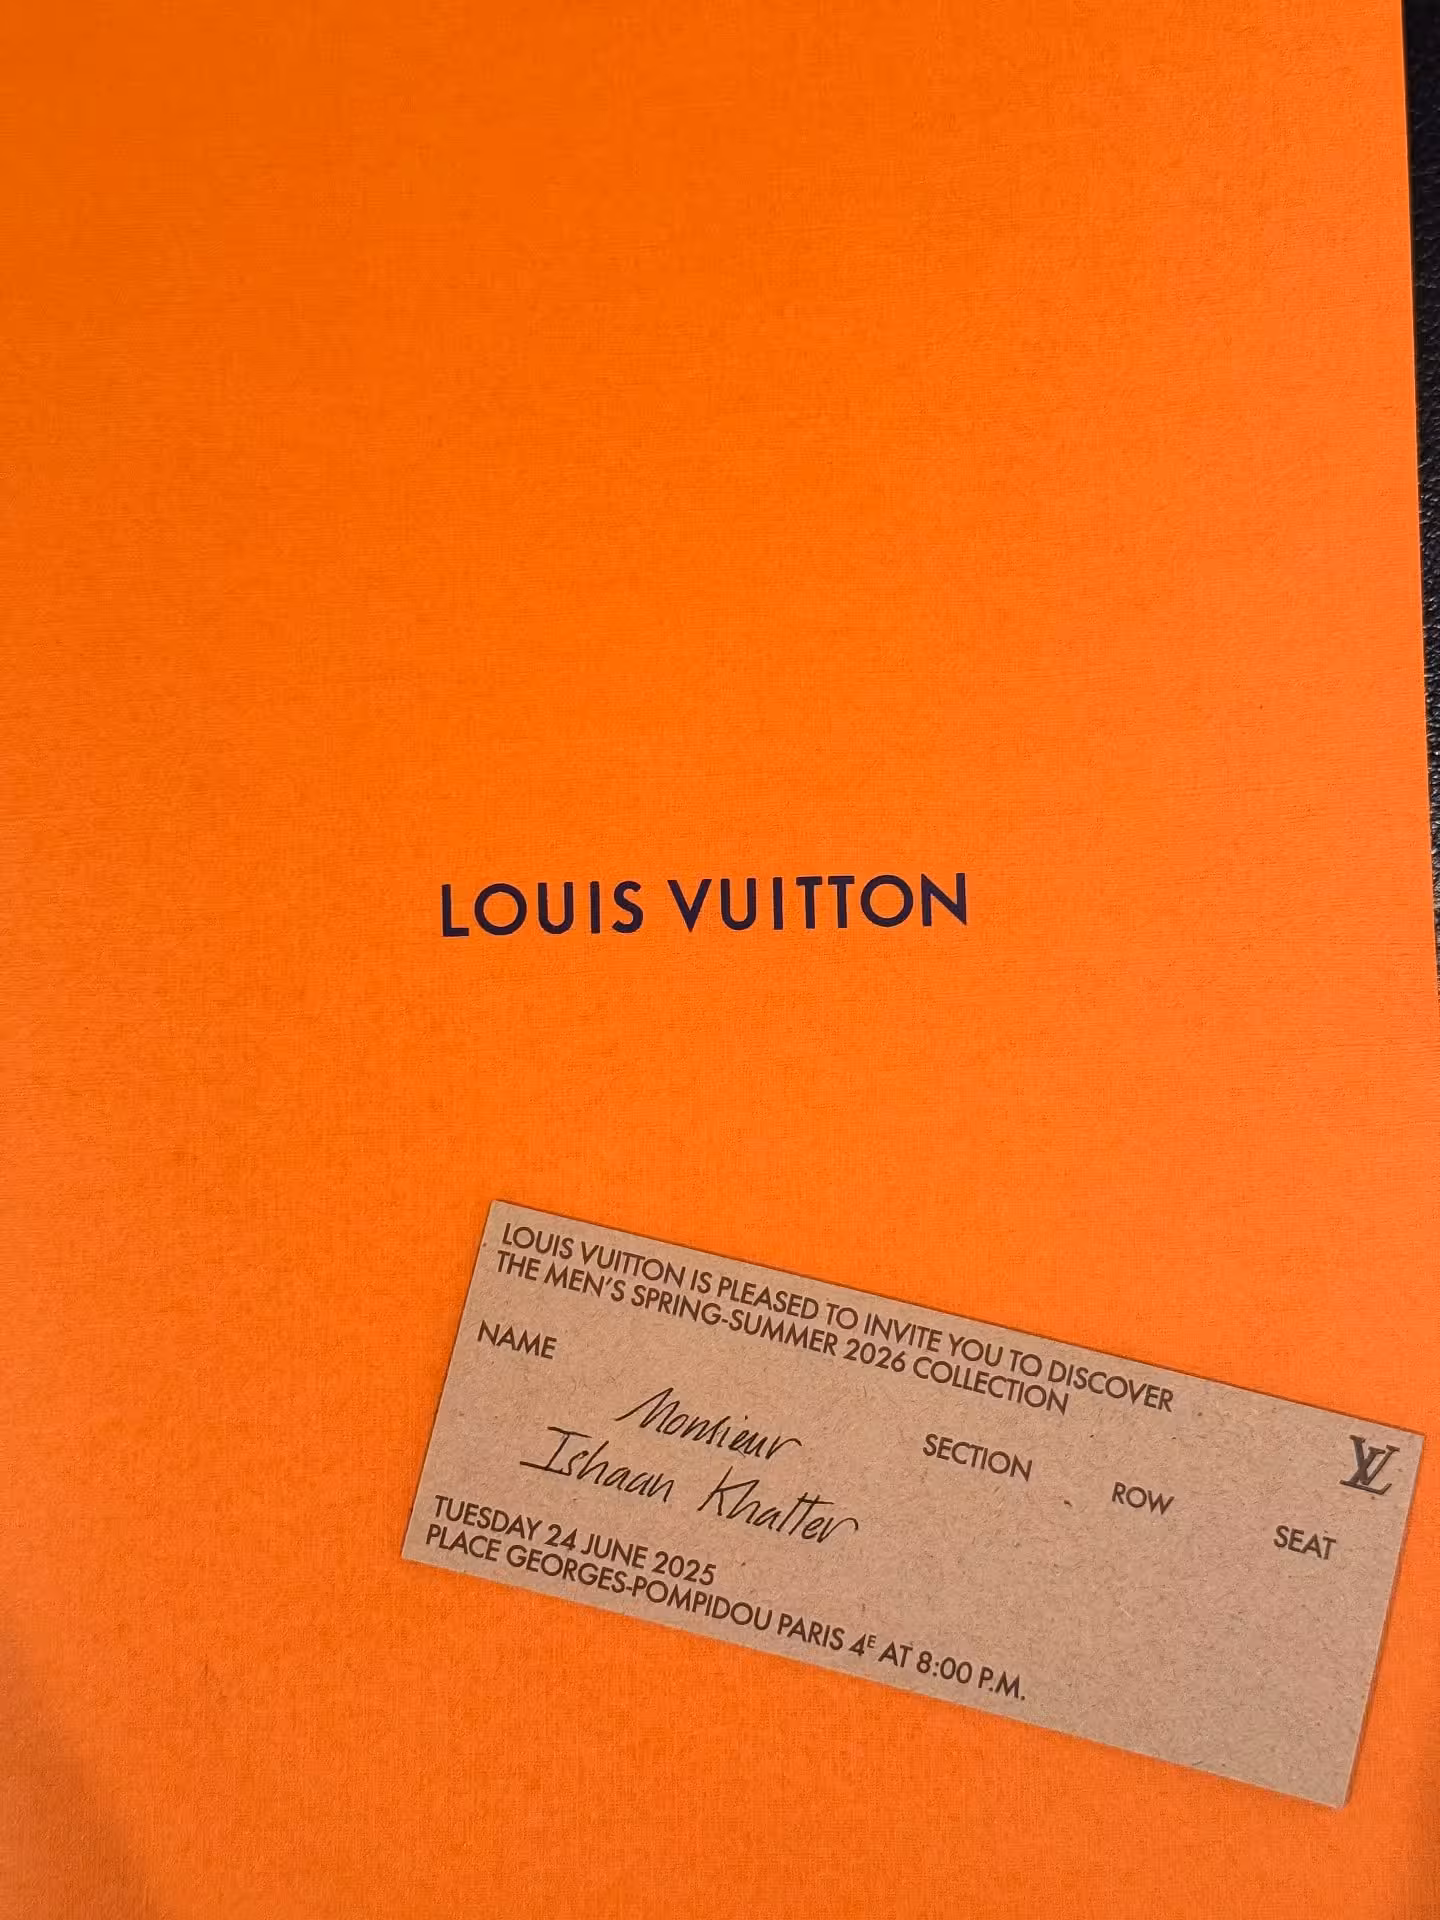 LOUIS VUITTON
LOUIS VUITTON IS PLEASED TO INVITE YOU TO DISCOVER
THE MEN'S SPRING-SUMMER 2026 COLLECTION
NAME
Monsieur
Ishaan Khatter
SECTION
ROW
SEAT
LV
TUESDAY 24 JUNE 2025
PLACE GEORGES-POMPIDOU PARIS 4ᴱ AT 8:00 P.M.